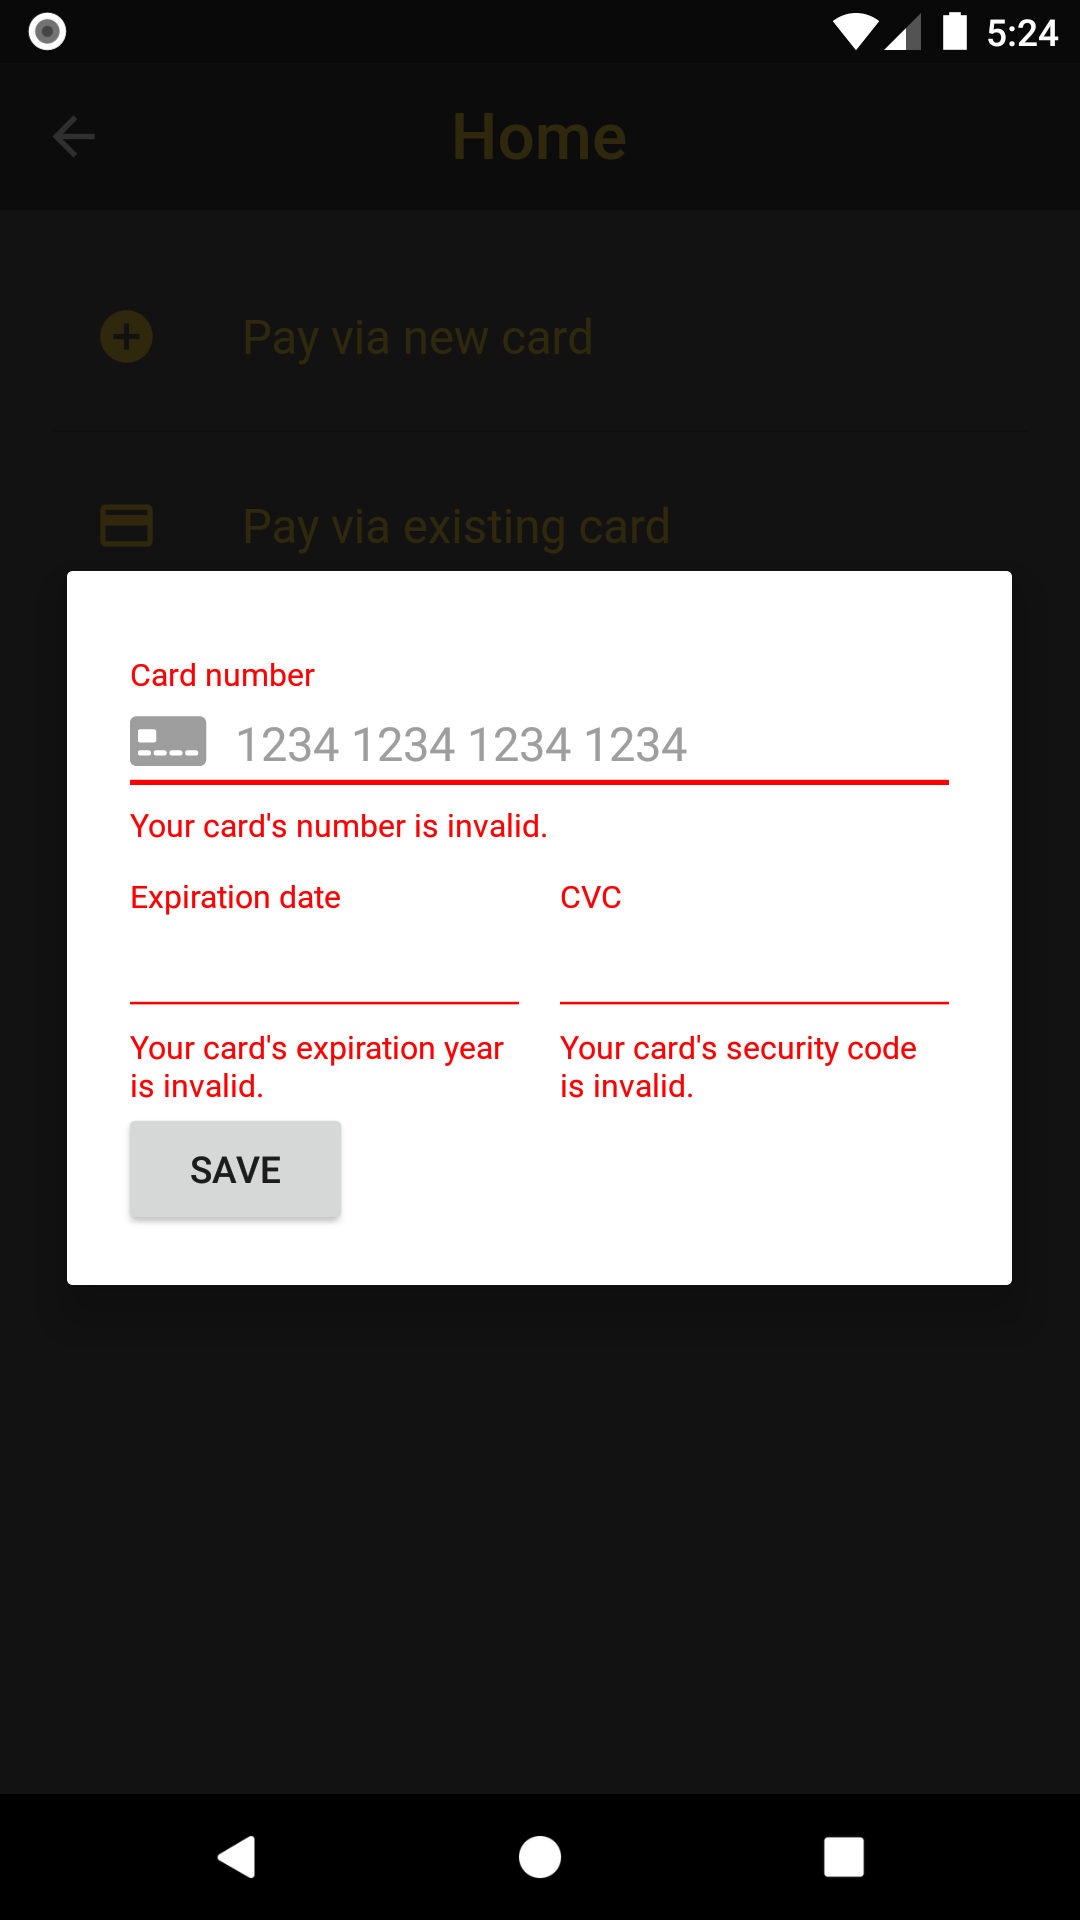 5:24
Home
Pay via new card
Pay via existing card
Card number
1234 1234 1234 1234
Your card's number is invalid.
Expiration date
CVC
Your card's expiration year
is invalid.
Your card's security code
is invalid.
SAVE